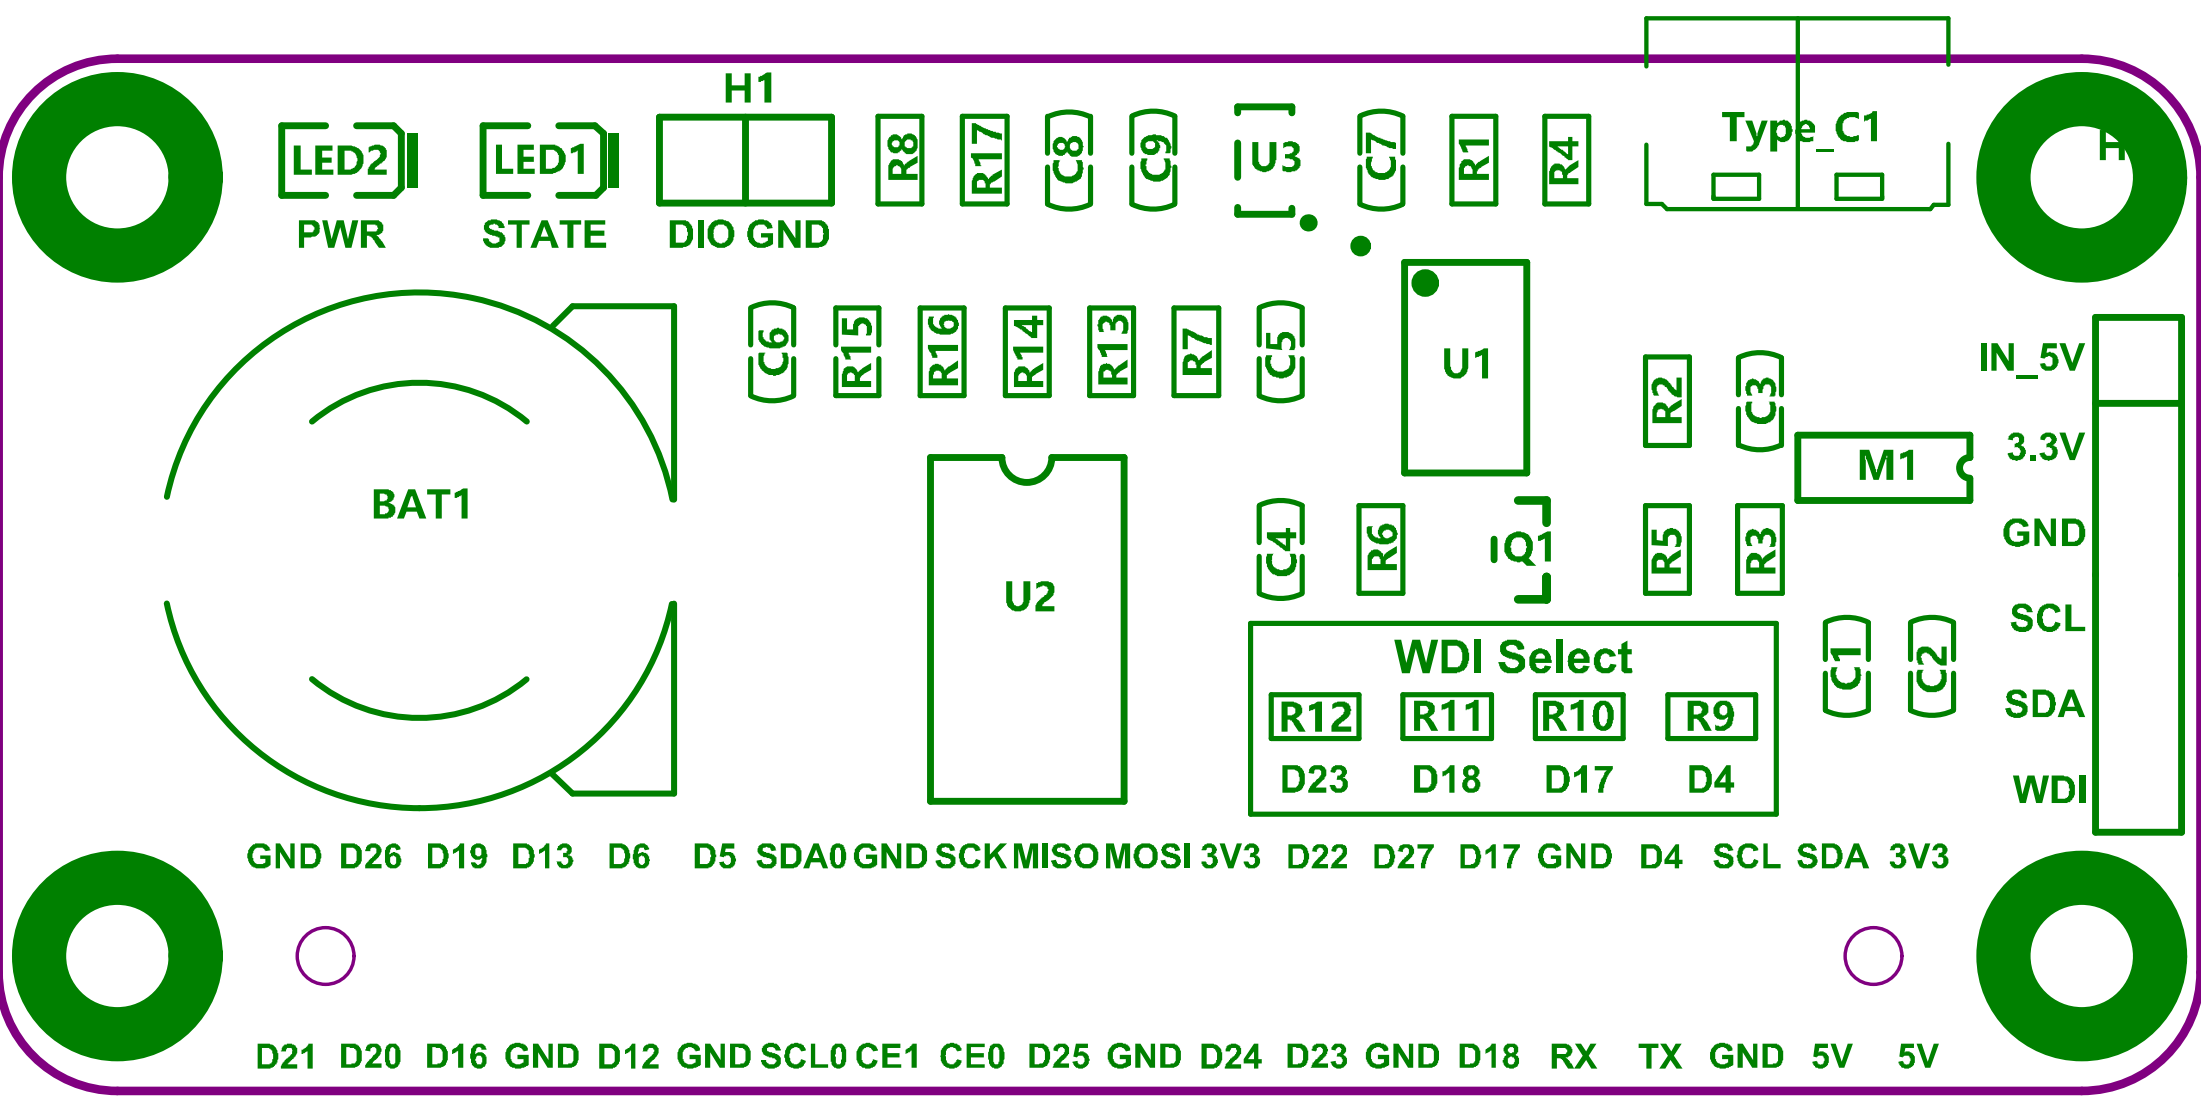 H1
LED2 LED1 R8 R17 C8 C9 U3 C7 R1 R4 Type_C1 H
PWR STATE DIO GND
C6 R15 R16 R14 R13 R7 C5 U1 R2 C3 IN_5V
3.3V
BAT1 M1
GND
U2 C4 R6 Q1 R5 R3
SCL
WDI Select C1 C2
SDA
R12 R11 R10 R9
D23 D18 D17 D4 WDI
GND D26 D19 D13 D6 D5 SDA0 GND SCK MISO MOSI 3V3 D22 D27 D17 GND D4 SCL SDA 3V3
D21 D20 D16 GND D12 GND SCL0 CE1 CE0 D25 GND D24 D23 GND D18 RX TX GND 5V 5V